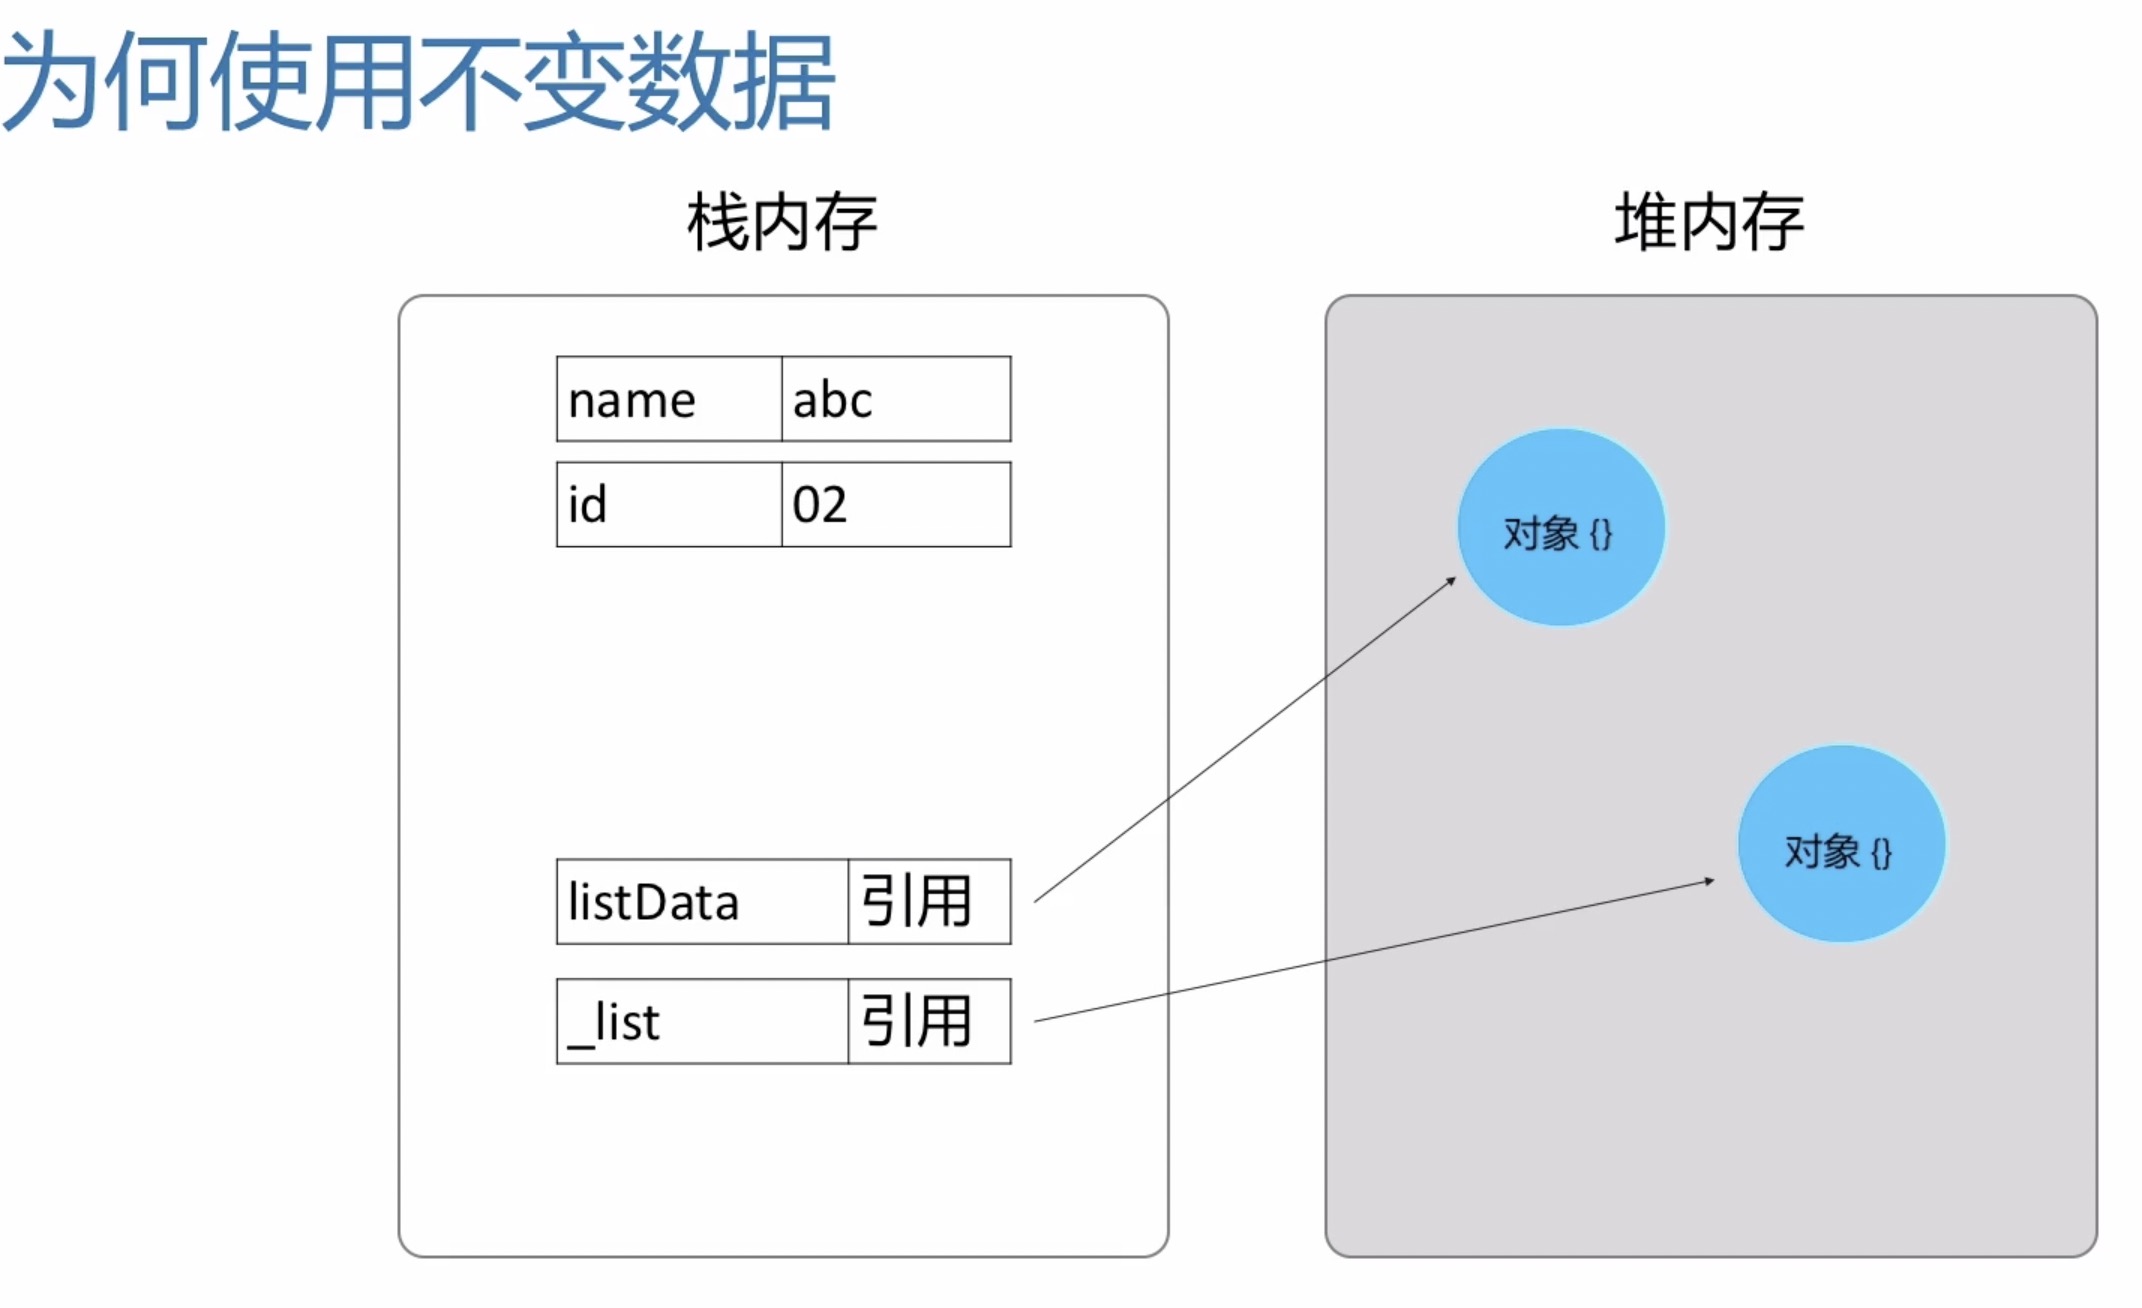 为何使用不变数据
栈内存
堆内存
name abc
id 02
对象 {}
对象 {}
listData 引用
_list 引用